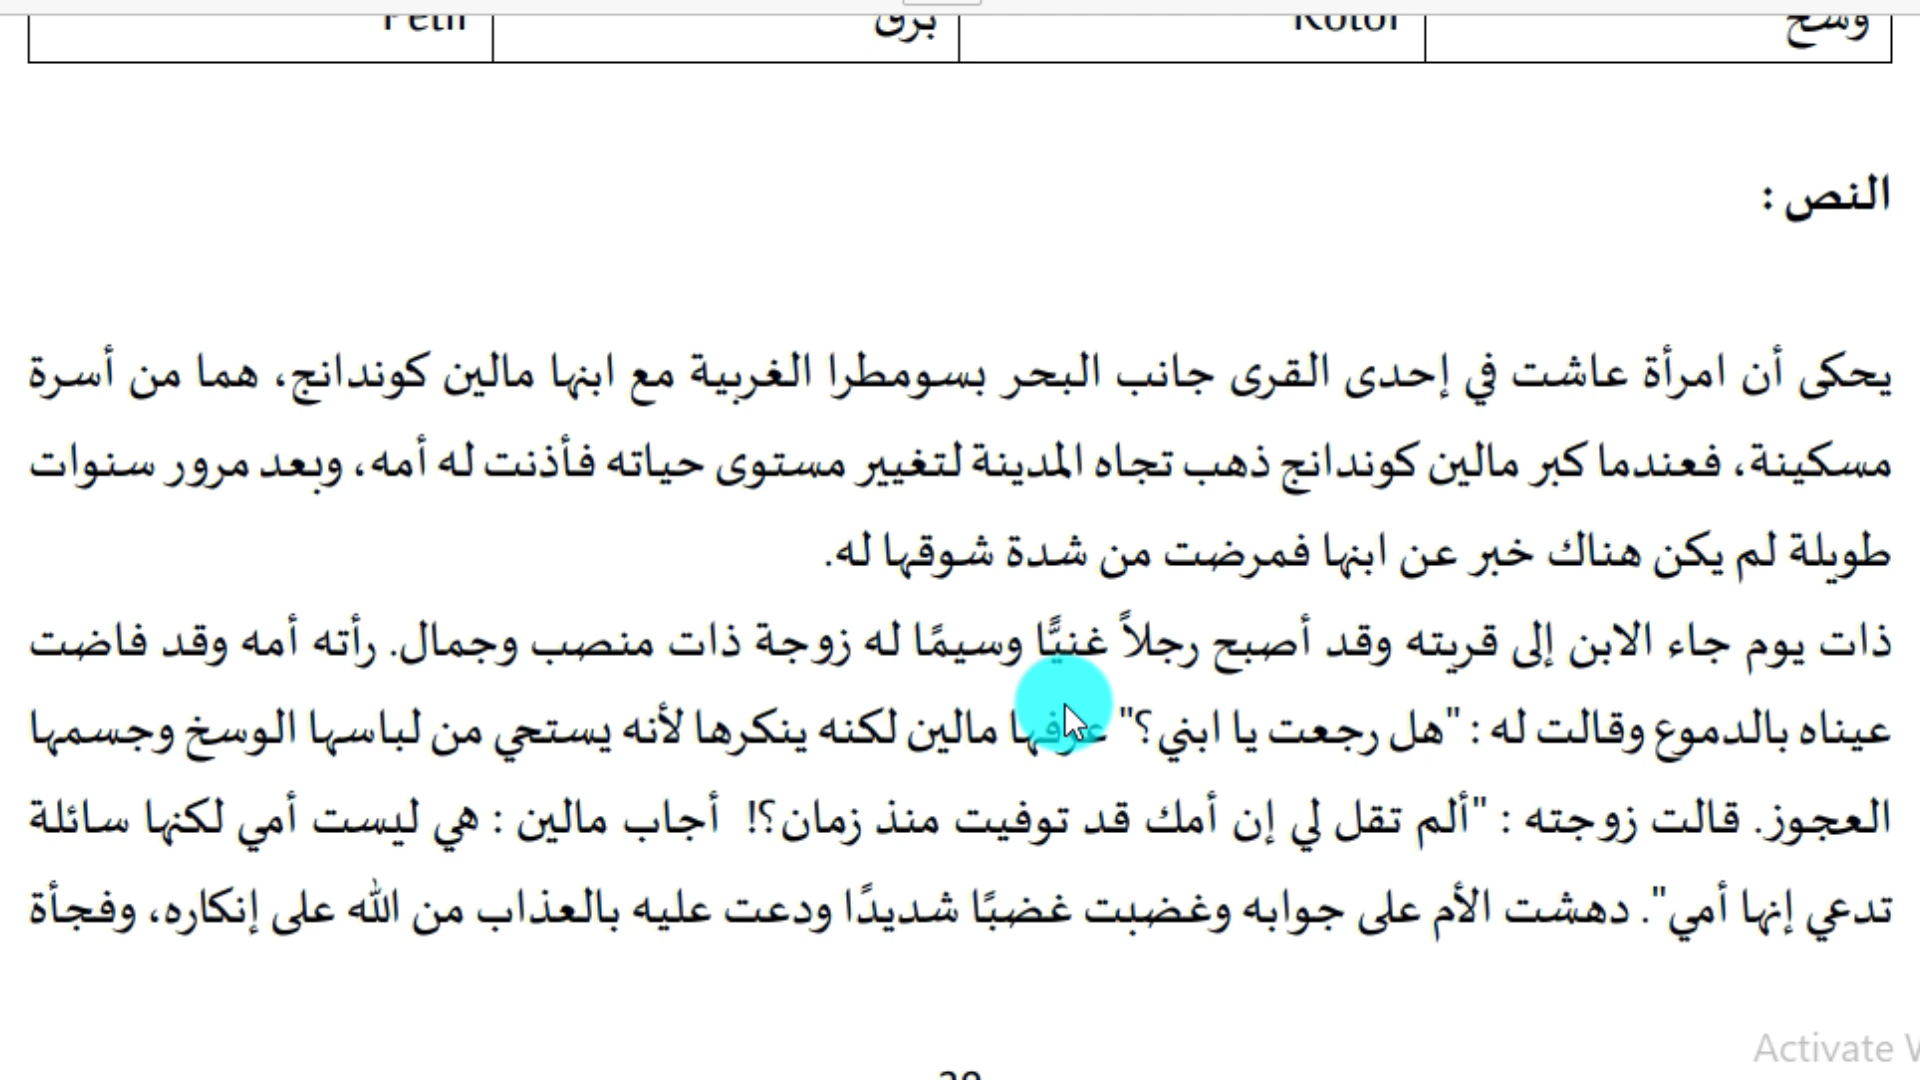 وسخ Kotor برق Petir
النص :
يحكى أن امرأة عاشت في إحدى القرى جانب البحر بسومطرا الغربية مع ابنها مالين كوندانج، هما من أسرة
مسكينة، فعندما كبر مالين كوندانج ذهب تجاه المدينة لتغيير مستوى حياته فأذنت له أمه، وبعد مرور سنوات
طويلة لم يكن هناك خبر عن ابنها فمرضت من شدة شوقها له.
ذات يوم جاء الابن إلى قريته وقد أصبح رجلاً غنيًّا وسيمًا له زوجة ذات منصب وجمال. رأته أمه وقد فاضت
عيناه بالدموع وقالت له : "هل رجعت يا ابني؟" عرفها مالين لكنه ينكرها لأنه يستحي من لباسها الوسخ وجسمها
العجوز. قالت زوجته : "ألم تقل لي إن أمك قد توفيت منذ زمان؟! أجاب مالين : هي ليست أمي لكنها سائلة
تدعي إنها أمي". دهشت الأم على جوابه وغضبت غضبًا شديدًا ودعت عليه بالعذاب من الله على إنكاره، وفجأة
Activate